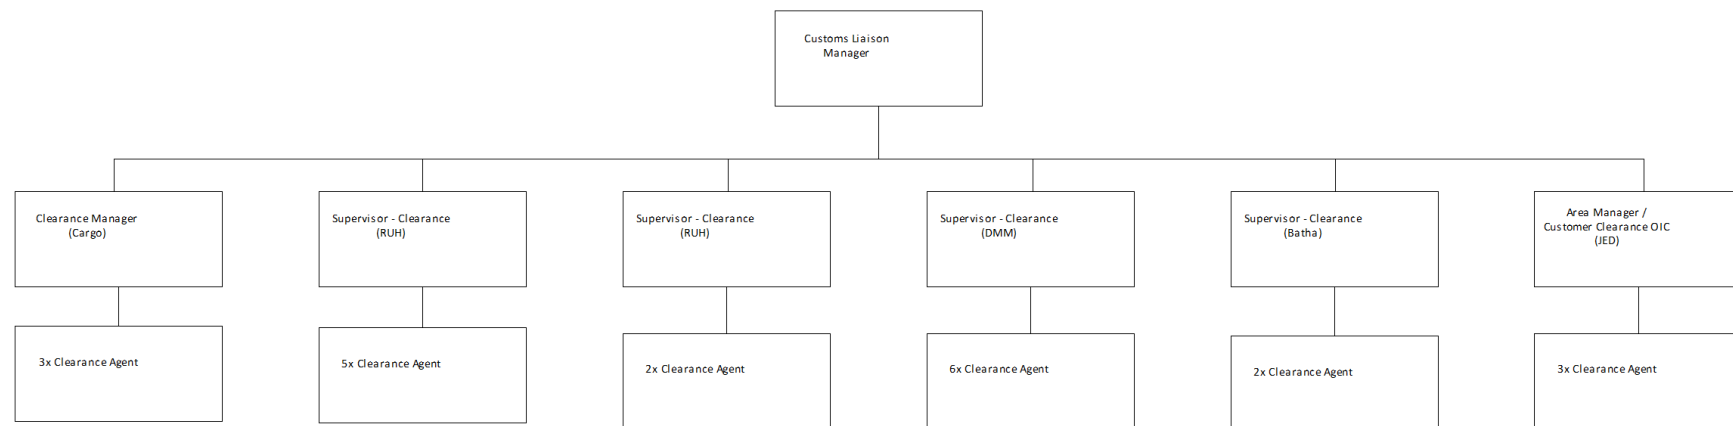 Customs Liaison
Manager
Clearance Manager
(Cargo)
Supervisor - Clearance
(RUH)
Supervisor - Clearance
(RUH)
Supervisor - Clearance
(DMM)
Supervisor - Clearance
(Batha)
Area Manager /
Customer Clearance OIC
(JED)
3x Clearance Agent
5x Clearance Agent
2x Clearance Agent
6x Clearance Agent
2x Clearance Agent
3x Clearance Agent